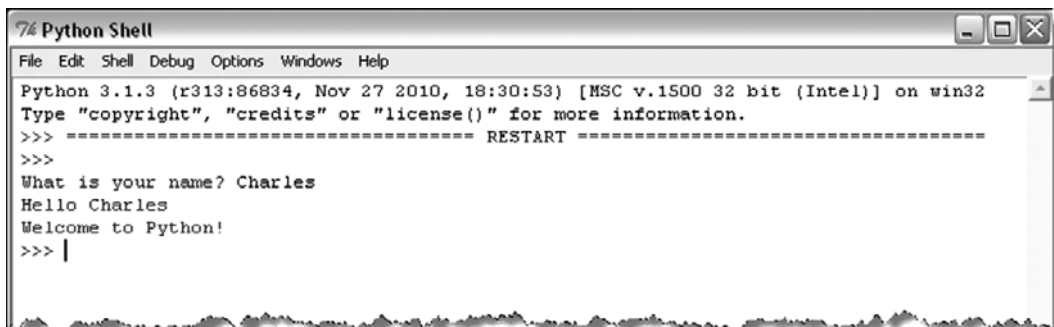 Python Shell
File Edit Shell Debug Options Windows Help
Python 3.1.3 (r313:86834, Nov 27 2010, 18:30:53) [MSC v.1500 32 bit (Intel)] on win32
Type "copyright", "credits" or "license()" for more information.
>>> ================================== RESTART ==================================
>>>
What is your name? Charles
Hello Charles
Welcome to Python!
>>>